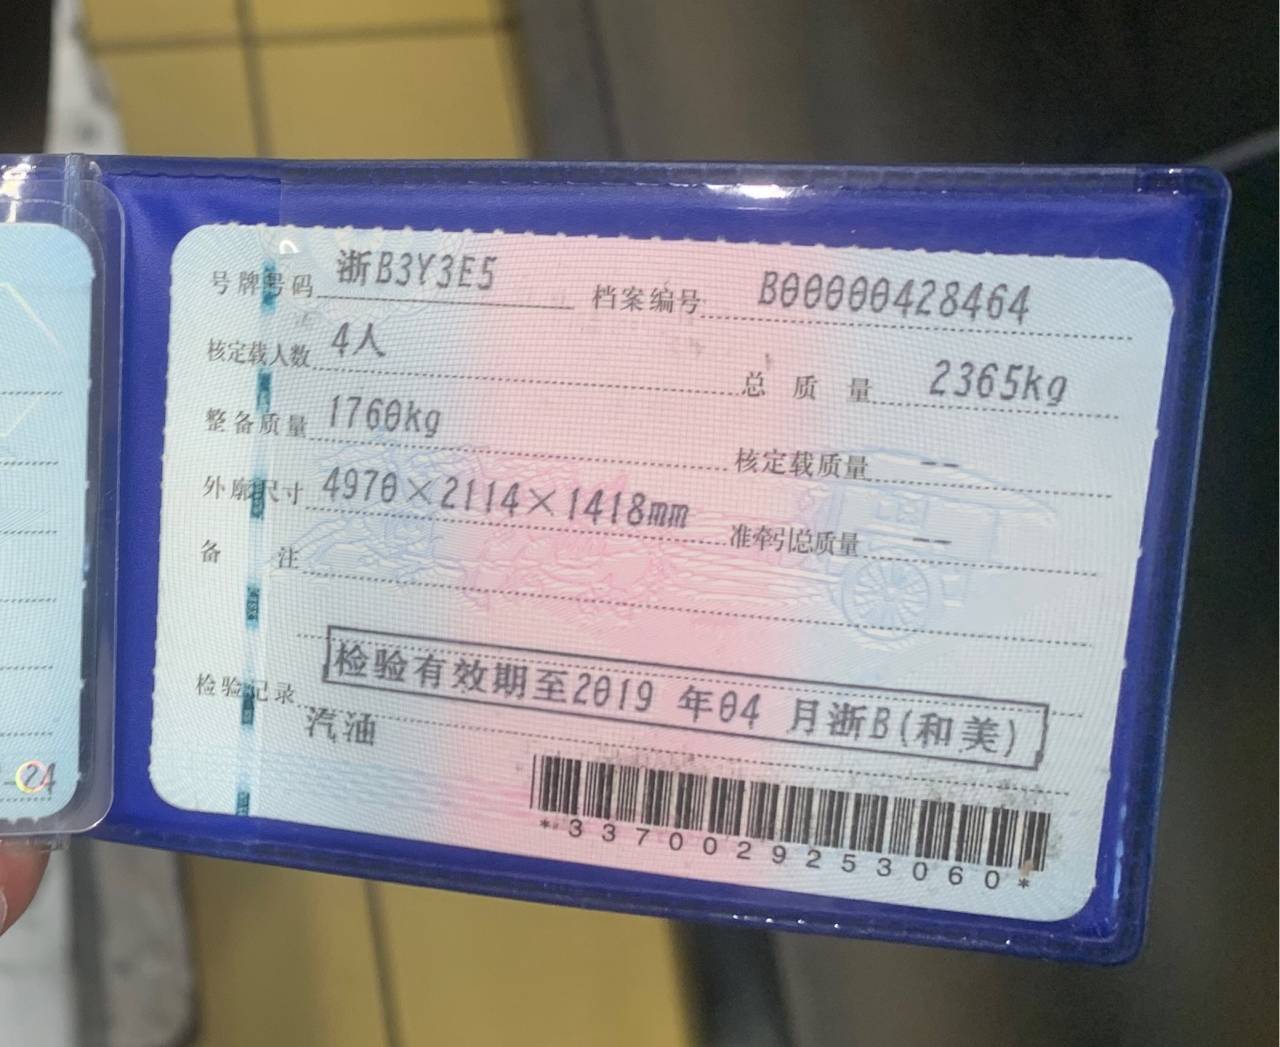 号牌号码 浙B3Y3E5 档案编号 B00000428464
核定载人数 4人 总质量 2365kg
整备质量 1760kg 核定载质量 --
外廓尺寸 4970×2114×1418mm 准牵引总质量 --
备注
检验记录 检验有效期至2019 年04 月浙B(和美)
汽油
*3370029253060*
-24